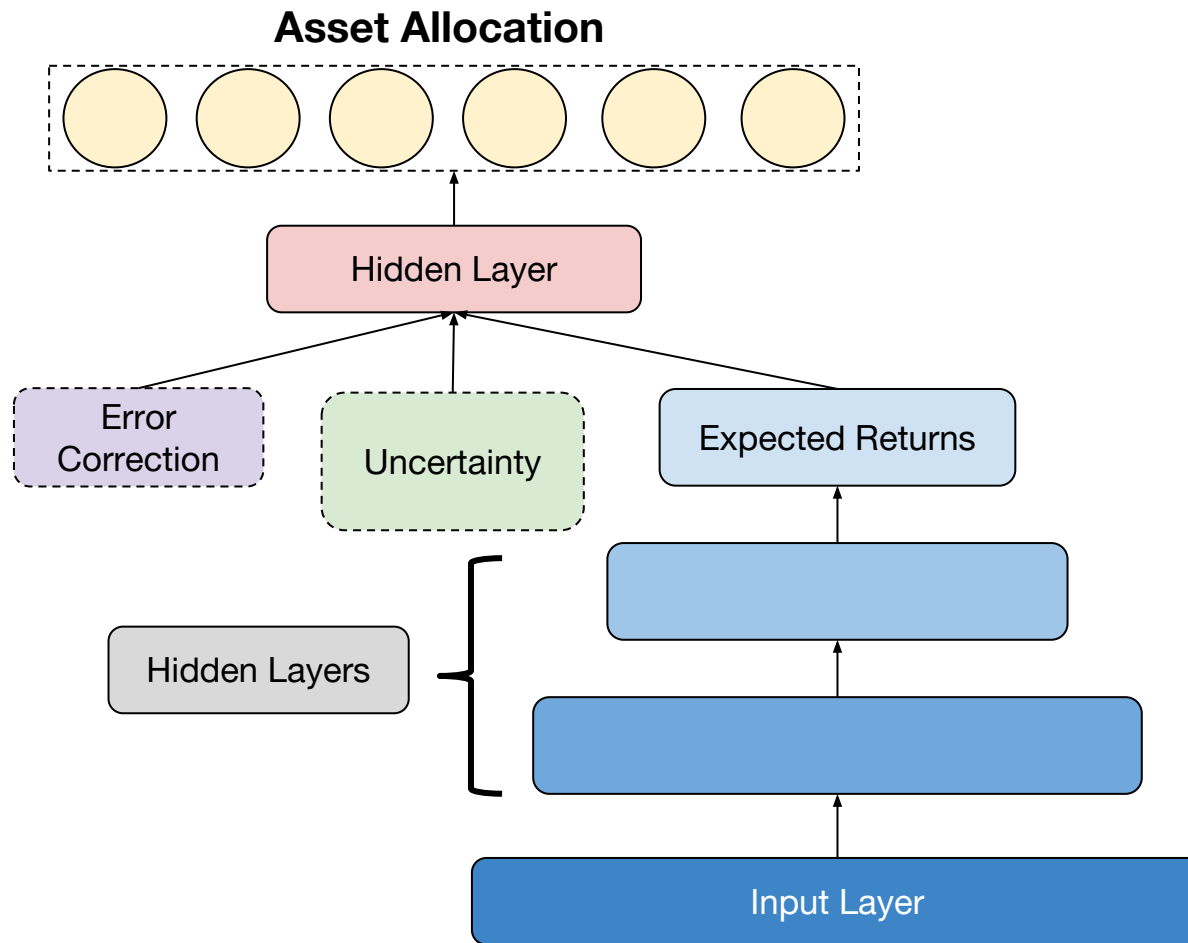 Asset Allocation
Hidden Layer
Error
Correction
Uncertainty
Expected Returns
Hidden Layers
Input Layer